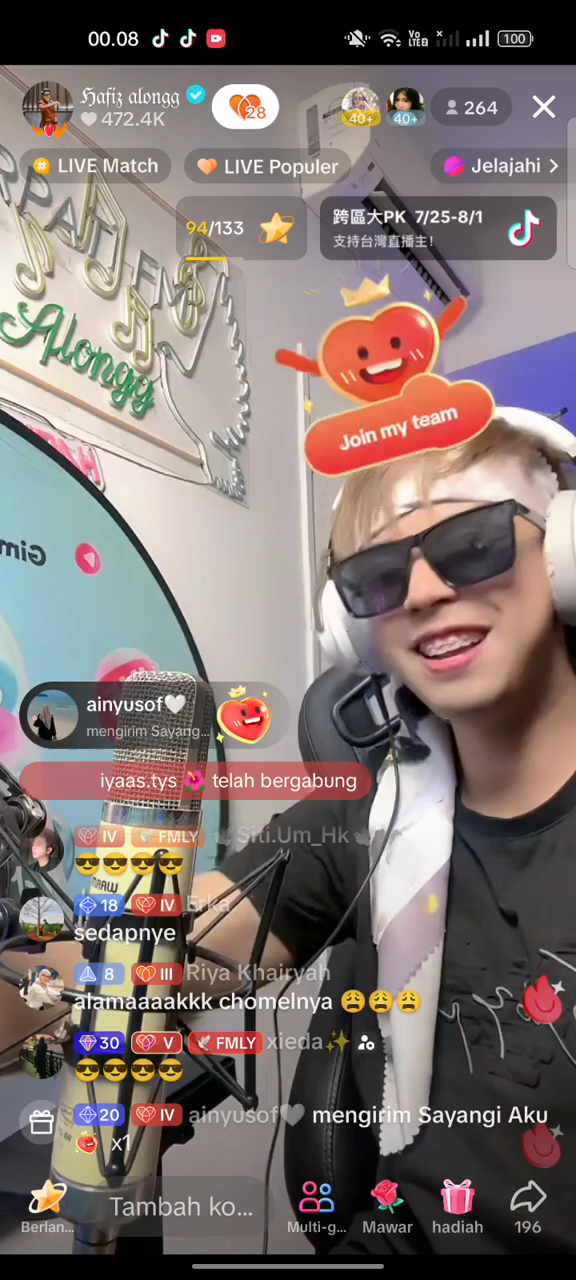 00.08
Vo
LTE2
100
Hafiz alongg
472.4K
28
40+
40+
264
LIVE Match
LIVE Populer
Jelajahi
94/133
跨區大PK 7/25-8/1
支持台灣直播主!
Alongg
Join my team
ainyusof🤍
mengirim Sayang...
iyaas.tys 🌺 telah bergabung
IV FMLY 🕊️Siti.Um_Hk🕊️
😎😎😎😎
18 IV Erka
sedapnye
8 III Riya Khairyah
alamaaaakkk chomelnya 😩😩😩
30 V FMLY xieda✨
😎😎😎😎
20 IV ainyusof🤍 mengirim Sayangi Aku
x1
Berlan...
Tambah ko...
Multi-g...
Mawar
hadiah
196